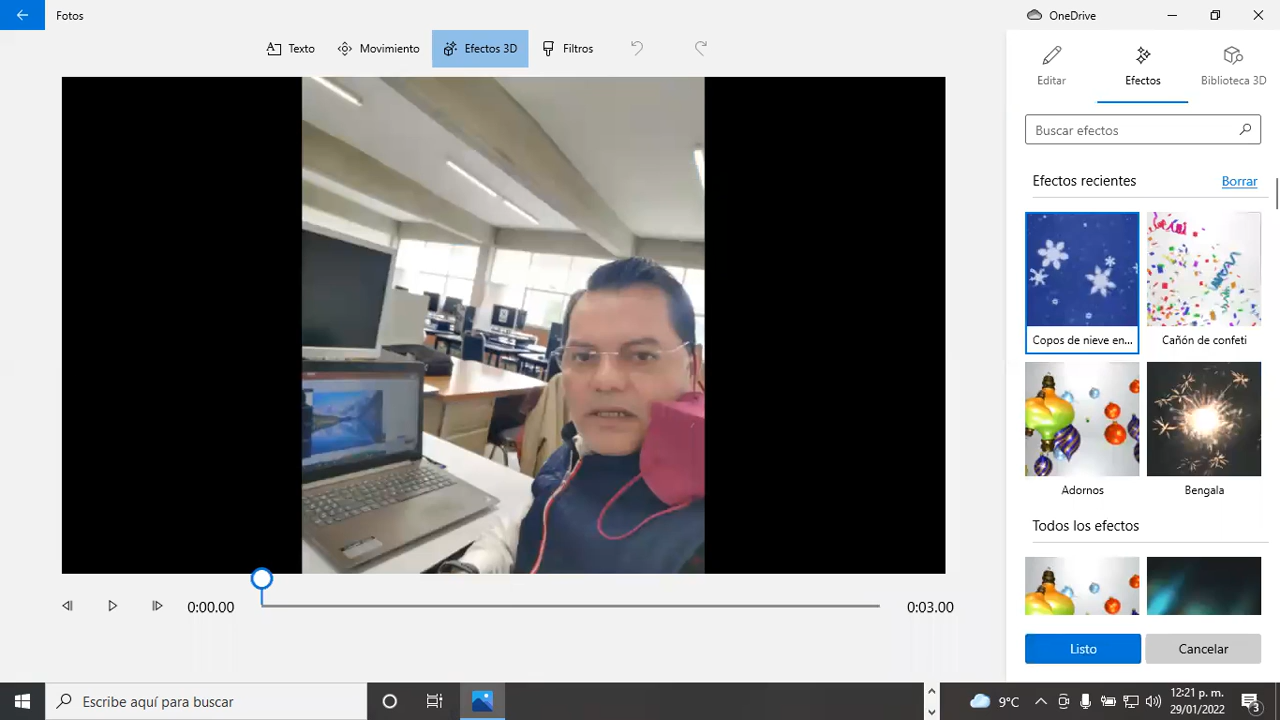 Fotos
OneDrive
Texto Movimiento Efectos 3D Filtros
Editar Efectos Biblioteca 3D
Buscar efectos
Efectos recientes Borrar
Copos de nieve en... Cañón de confeti
Adornos Bengala
Todos los efectos
0:00.00 0:03.00
Listo Cancelar
Escribe aquí para buscar
9°C
12:21 p. m.
29/01/2022
3